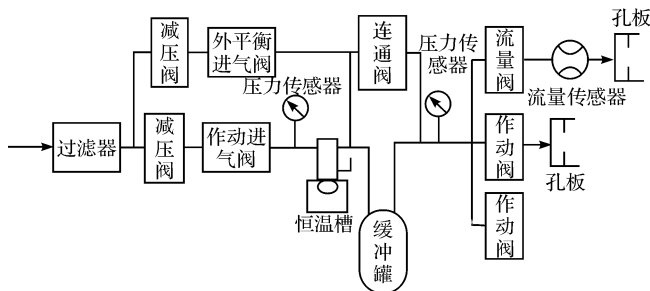 孔板
减
压
阀
外平衡
进气阀
连
通
阀
压力传
感器
流
量
阀
流量传感器
压力传感器
过滤器
减
压
阀
作动进
气阀
作
动
阀
孔板
恒温槽
缓
冲
罐
作
动
阀